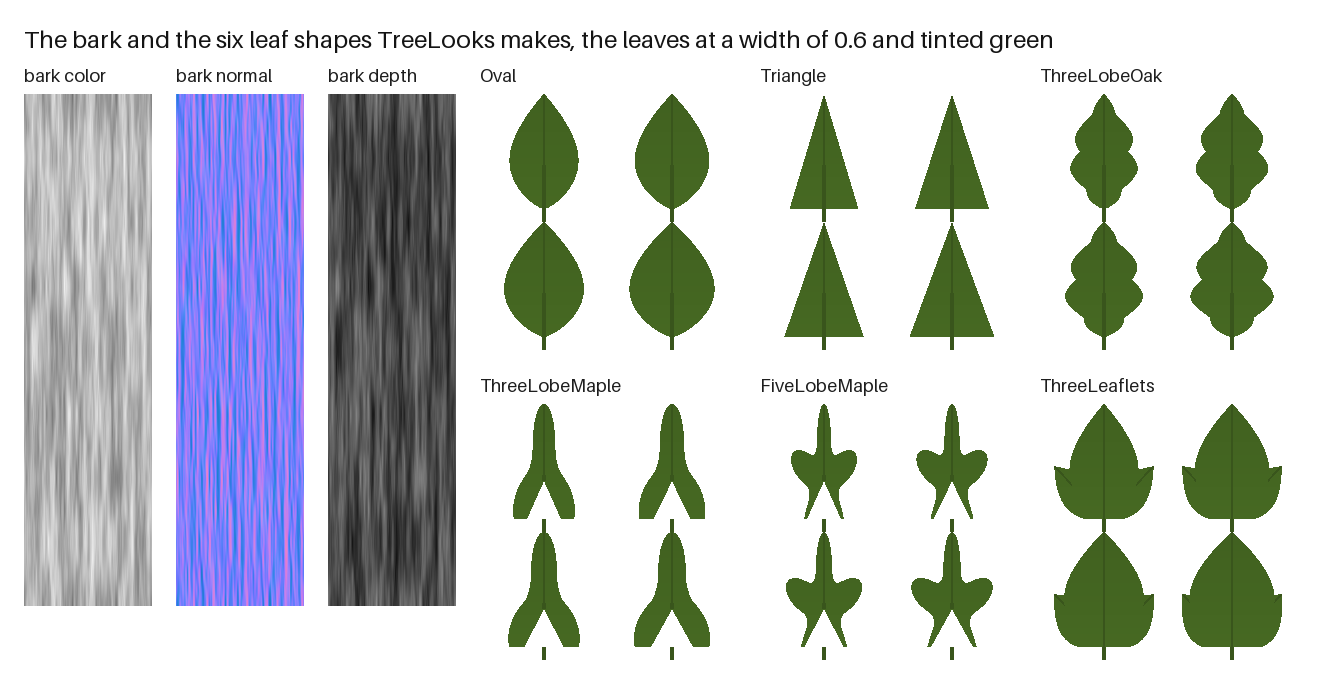 The bark and the six leaf shapes TreeLooks makes, the leaves at a width of 0.6 and tinted green
bark color
bark normal
bark depth
Oval
Triangle
ThreeLobeOak
ThreeLobeMaple
FiveLobeMaple
ThreeLeaflets